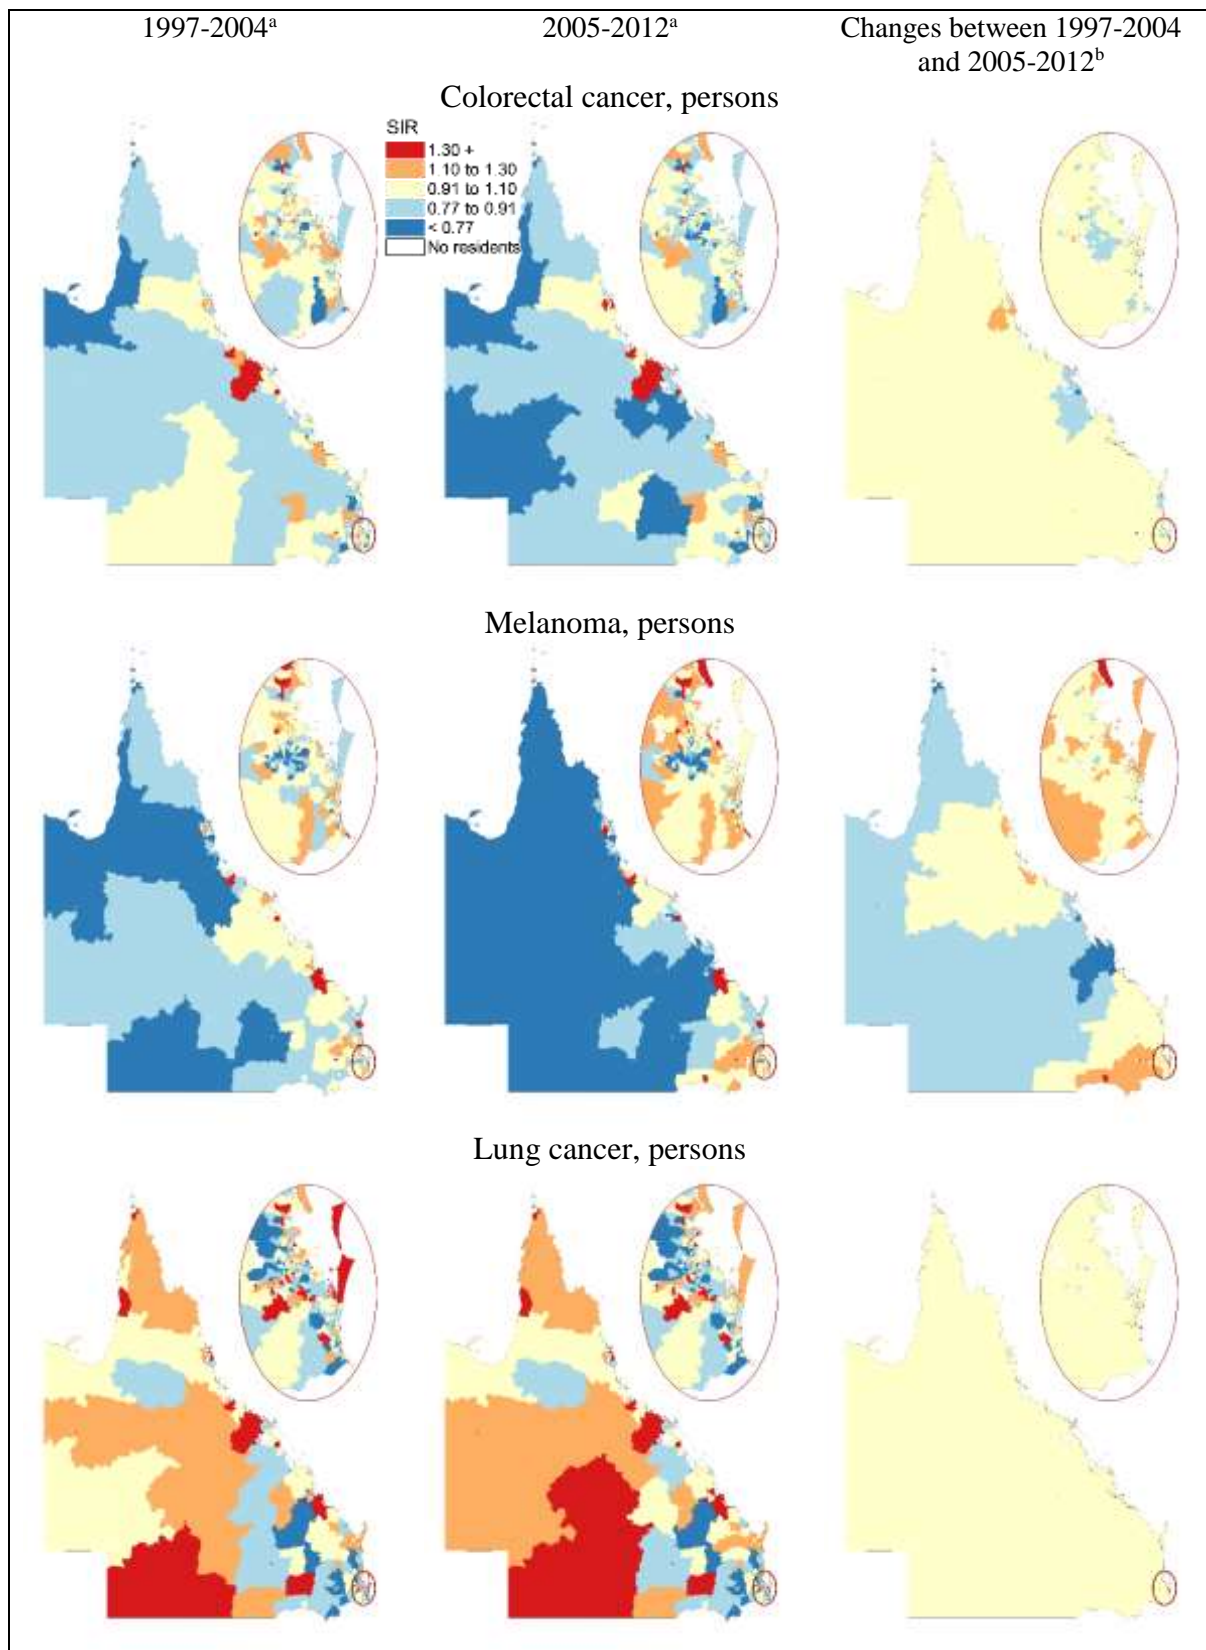 1997-2004a
2005-2012a
Changes between 1997-2004
and 2005-2012b
Colorectal cancer, persons
SIR
1.30 +
1.10 to 1.30
0.91 to 1.10
0.77 to 0.91
< 0.77
No residents
Melanoma, persons
Lung cancer, persons